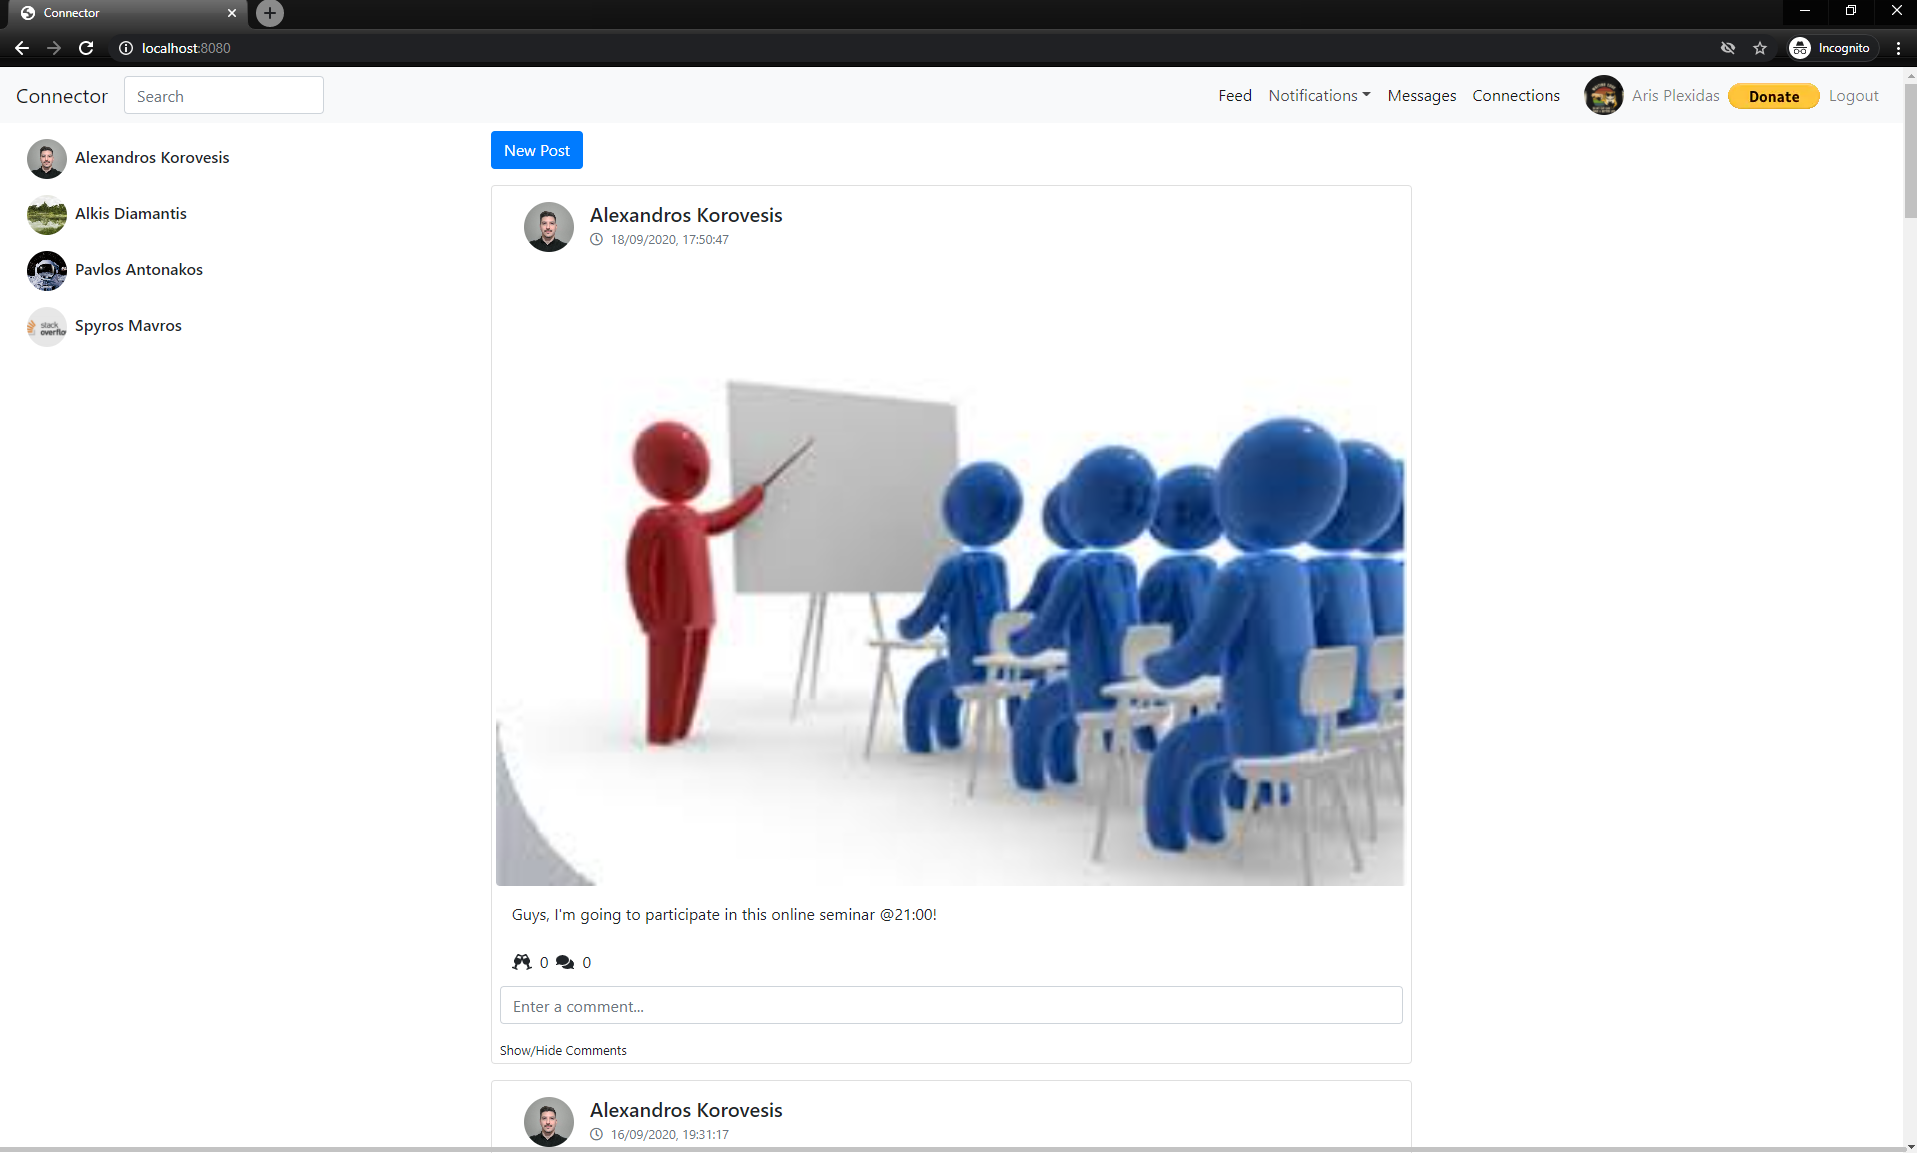 Connector
localhost:8080
Incognito
Connector
Search
Feed
Notifications
Messages
Connections
Aris Plexidas
Donate
Logout
Alexandros Korovesis
Alkis Diamantis
Pavlos Antonakos
stack
overflo
Spyros Mavros
New Post
Alexandros Korovesis
18/09/2020, 17:50:47
Guys, I'm going to participate in this online seminar @21:00!
0 0
Enter a comment...
Show/Hide Comments
Alexandros Korovesis
16/09/2020, 19:31:17